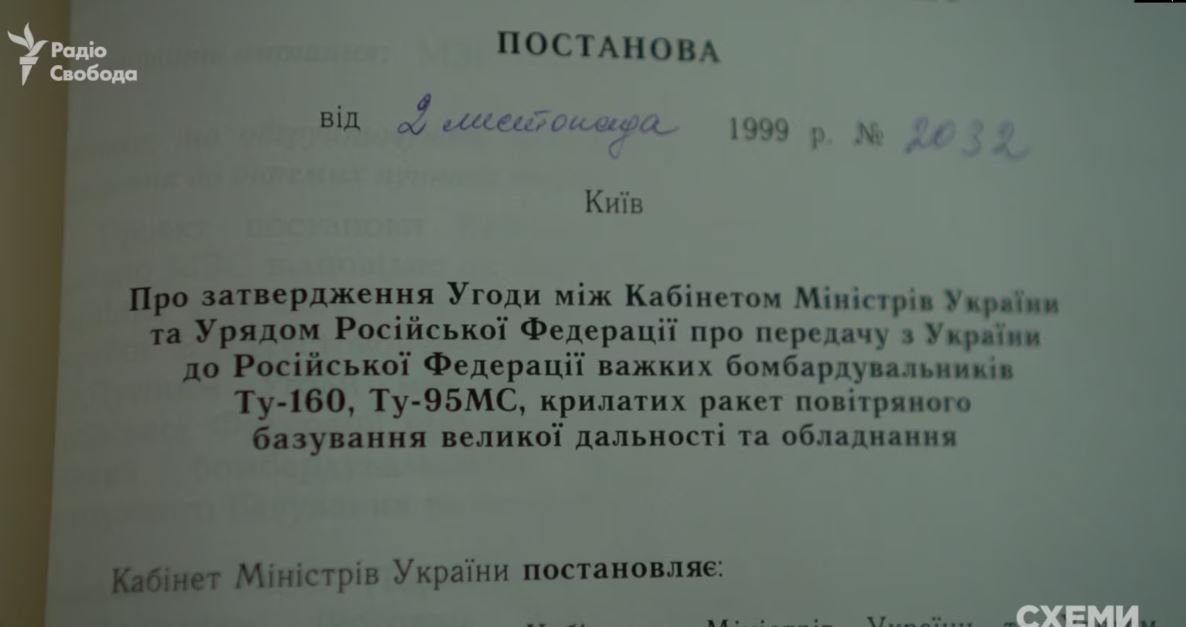 Радіо
Свобода
ПОСТАНОВА
від 2 листопада 1999 р. № 2032
Київ
Про затвердження Угоди між Кабінетом Міністрів України
та Урядом Російської Федерації про передачу з України
до Російської Федерації важких бомбардувальників
Ту-160, Ту-95МС, крилатих ракет повітряного
базування великої дальності та обладнання
Кабінет Міністрів України постановляє:
Міністрів України
СХЕМИ